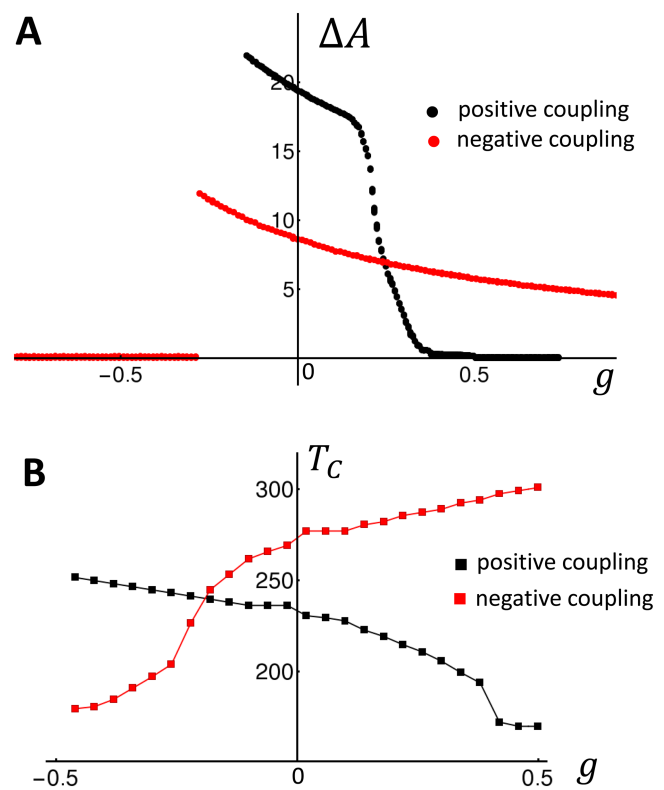 A
ΔA
20
positive coupling
negative coupling
15
10
5
−0.5
0
0.5
g
B
T_C
300
positive coupling
250
negative coupling
200
−0.5
0
0.5
g